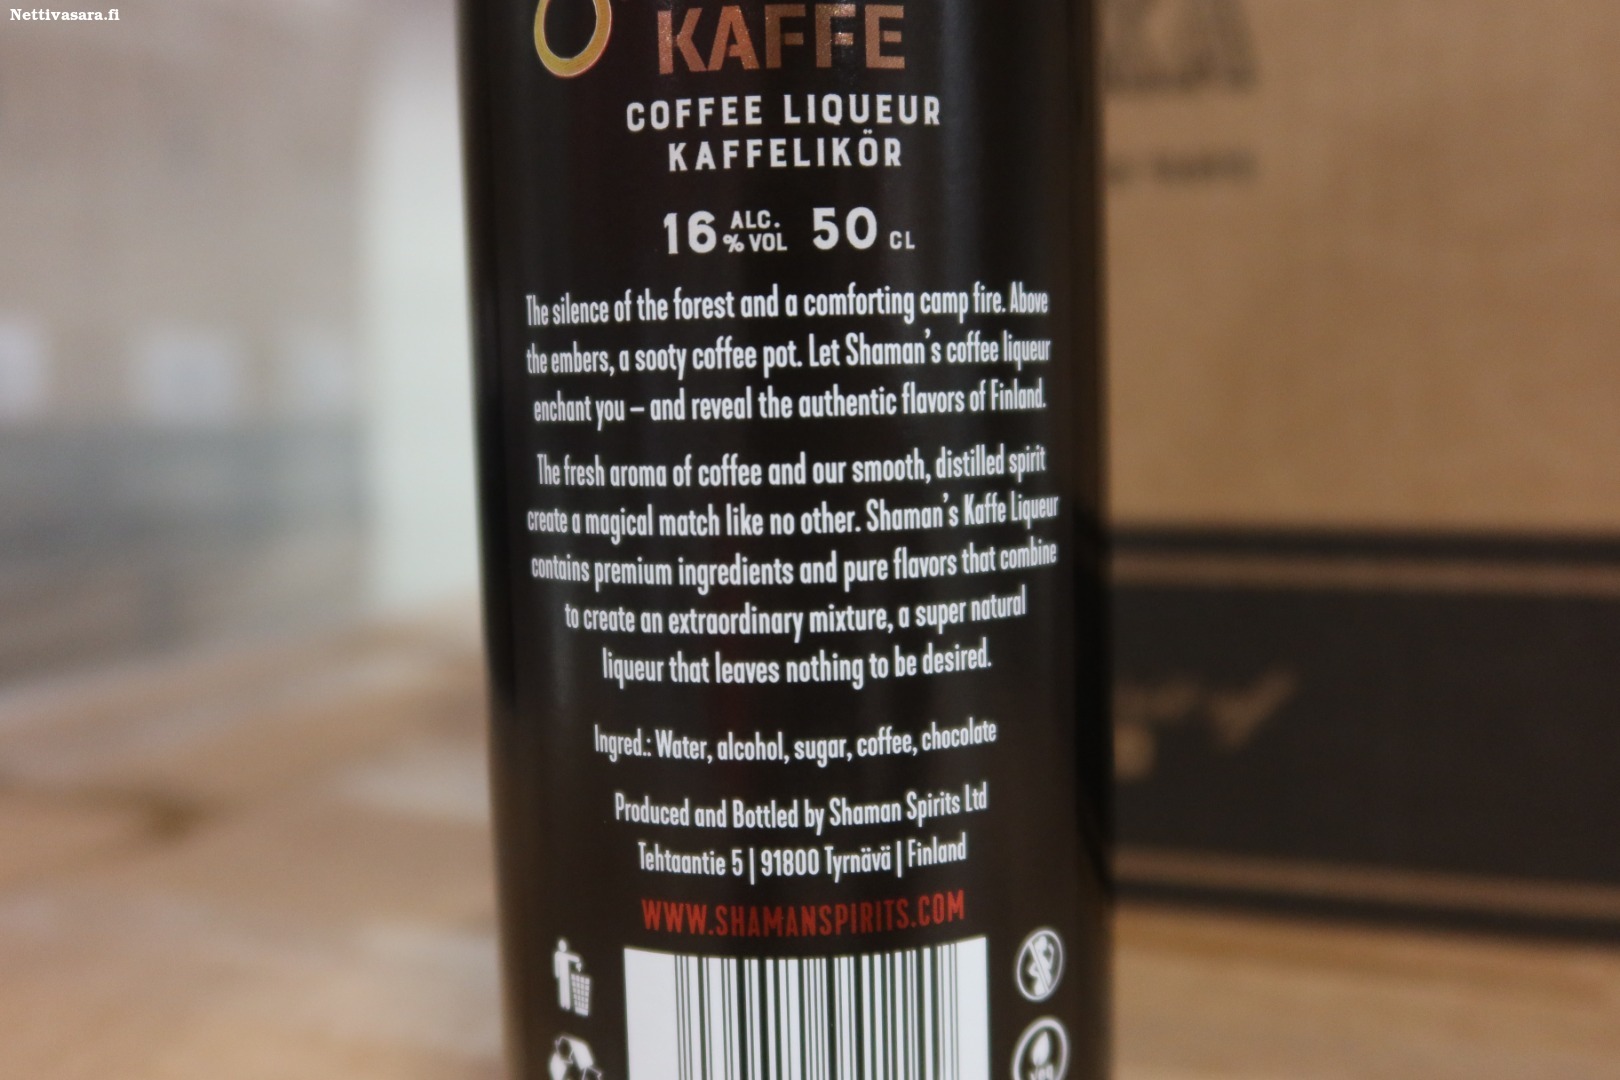 Nettivasara.fi
KAFFE
COFFEE LIQUEUR
KAFFELIKÖR
16 ALC. % VOL 50 CL
The silence of the forest and a comforting camp fire. Above
the embers, a sooty coffee pot. Let Shaman's coffee liqueur
enchant you – and reveal the authentic flavors of Finland.
The fresh aroma of coffee and our smooth, distilled spirit
create a magical match like no other. Shaman's Kaffe Liqueur
contains premium ingredients and pure flavors that combine
to create an extraordinary mixture, a super natural
liqueur that leaves nothing to be desired.
Ingred.: Water, alcohol, sugar, coffee, chocolate
Produced and Bottled by Shaman Spirits Ltd
Tehtaantie 5 | 91800 Tyrnävä | Finland
WWW.SHAMANSPIRITS.COM